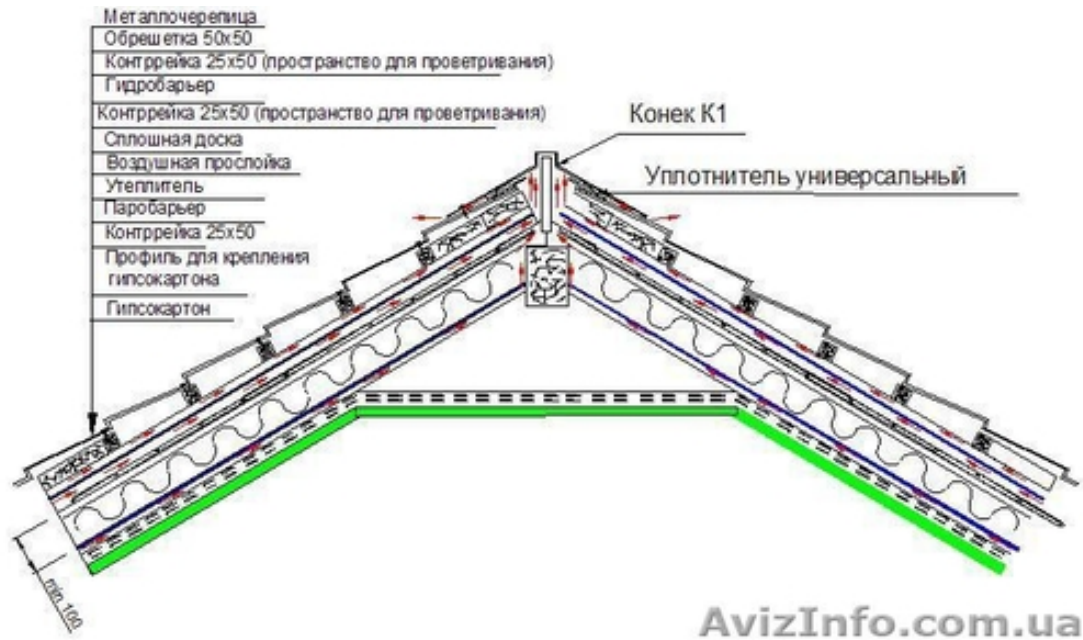 Металлочерепица
Обрешетка 50х50
Контррейка 25х50 (пространство для проветривания)
Гидробарьер
Контррейка 25х50 (пространство для проветривания)
Сплошная доска
Воздушная прослойка
Утеплитель
Паробарьер
Контррейка 25х50
Профиль для крепления
гипсокартона
Гипсокартон
Конек К1
Уплотнитель универсальный
min 100
AvizInfo.com.ua